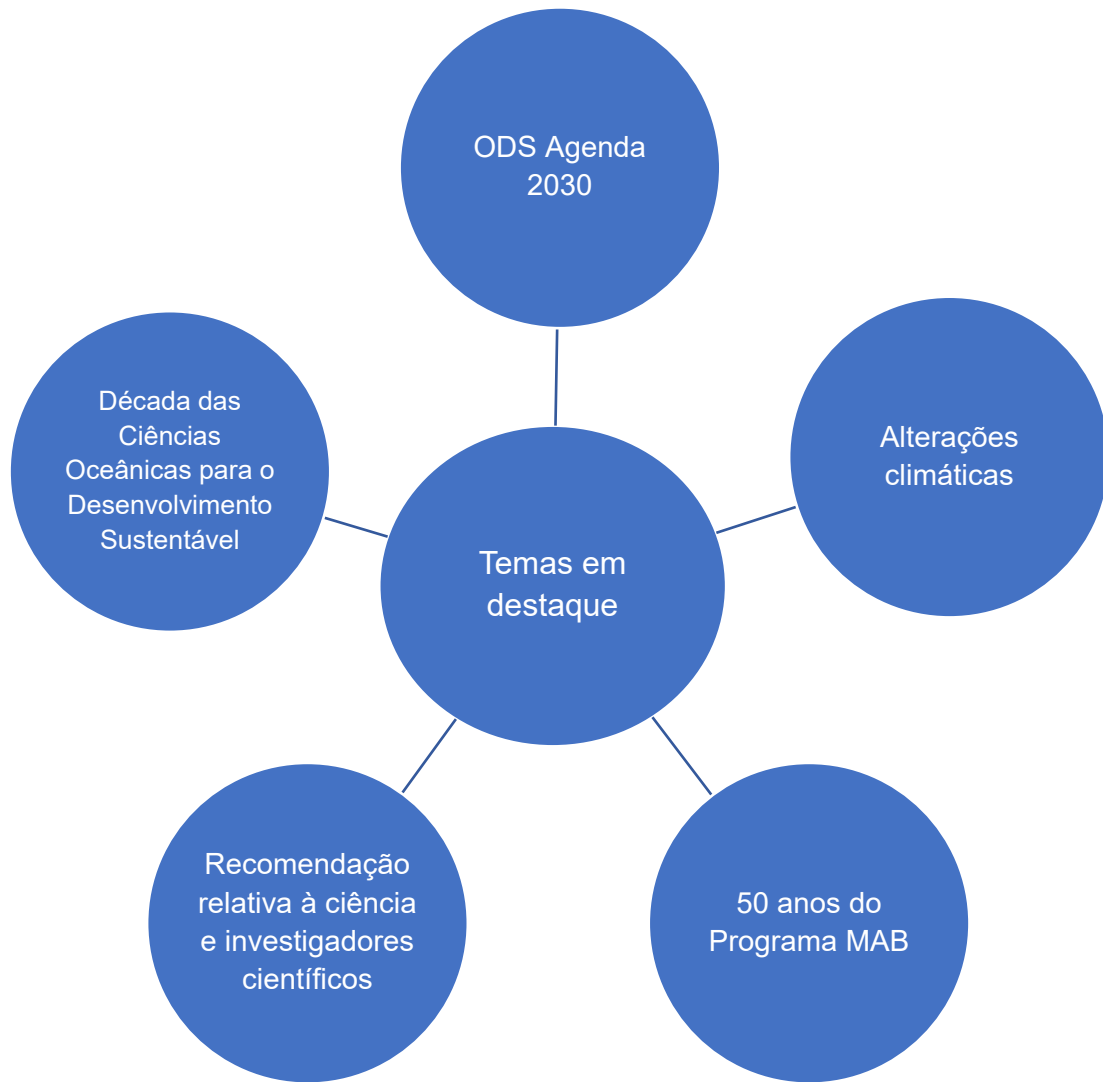 ODS Agenda
2030
Década das
Ciências
Oceânicas para o
Desenvolvimento
Sustentável
Alterações
climáticas
Temas em
destaque
Recomendação
relativa à ciência
e investigadores
científicos
50 anos do
Programa MAB